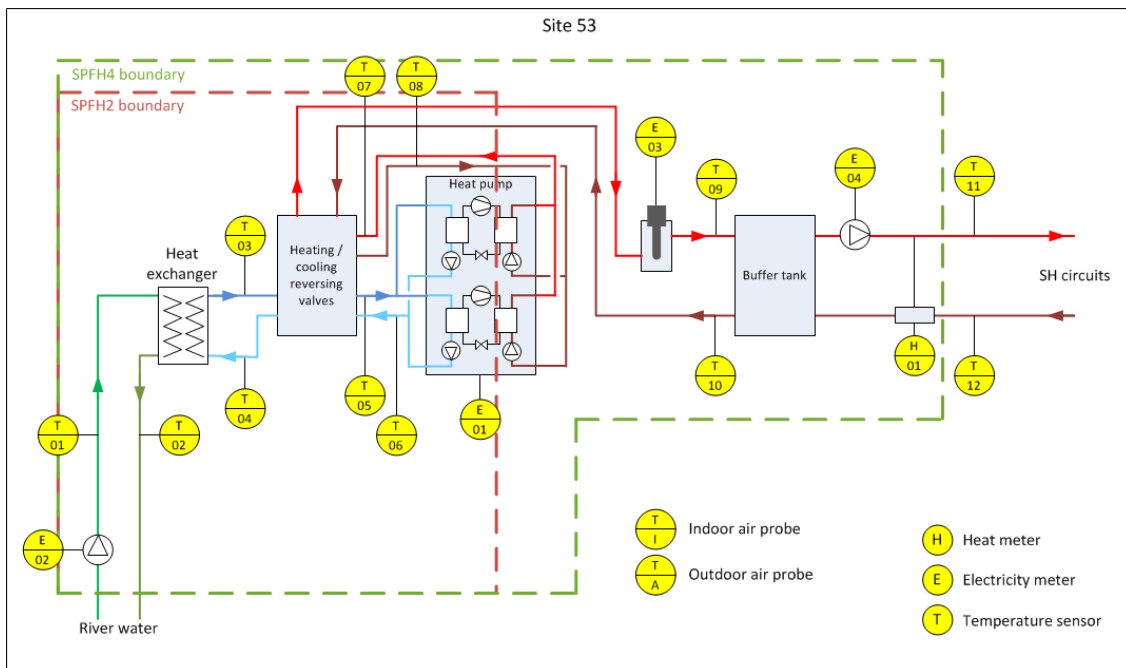 Site 53
SPFH4 boundary
SPFH2 boundary
T
07
T
08
E
03
T
09
E
04
T
11
Heat pump
T
03
Heat
exchanger
Heating /
cooling
reversing
valves
Buffer tank
SH circuits
T
04
T
05
T
06
E
01
T
10
H
01
T
12
T
01
T
02
E
02
River water
T
I
Indoor air probe
T
A
Outdoor air probe
H
Heat meter
E
Electricity meter
T
Temperature sensor